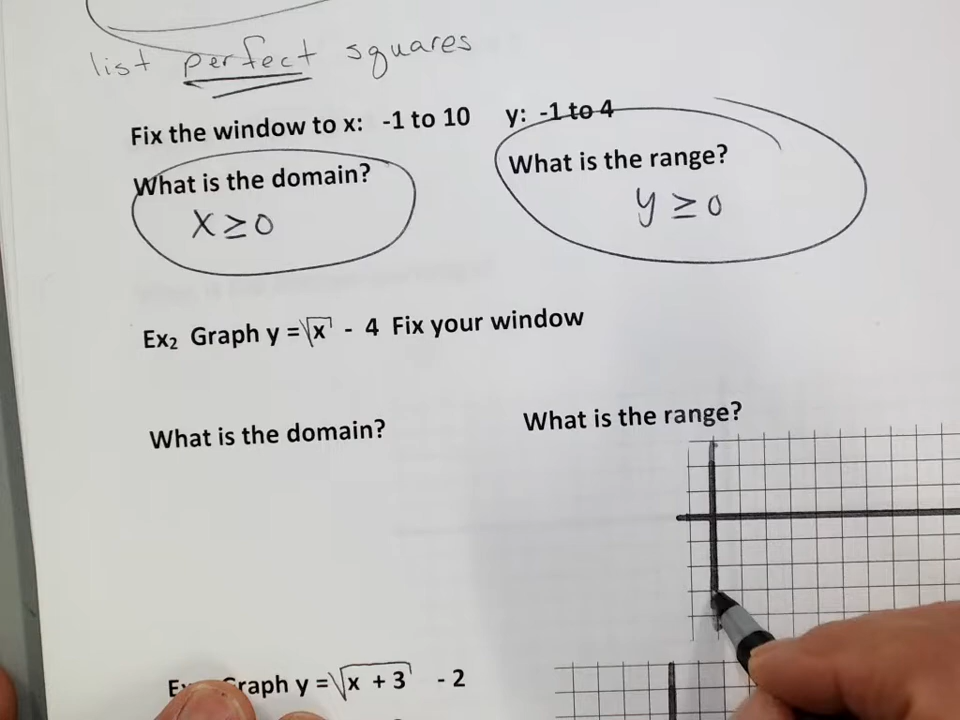 list perfect squares
Fix the window to x: -1 to 10 y: -1 to 4
What is the domain? What is the range?
x ≥ 0 y ≥ 0
Ex₂ Graph y = √x - 4 Fix your window
What is the domain? What is the range?
Graph y = √x + 3 - 2